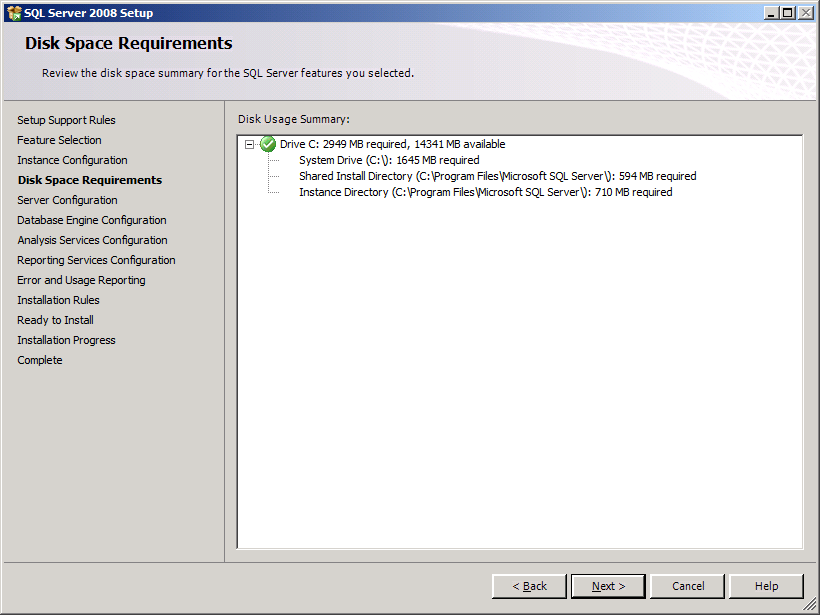 SQL Server 2008 Setup
Disk Space Requirements
Review the disk space summary for the SQL Server features you selected.
Setup Support Rules
Feature Selection
Instance Configuration
Disk Space Requirements
Server Configuration
Database Engine Configuration
Analysis Services Configuration
Reporting Services Configuration
Error and Usage Reporting
Installation Rules
Ready to Install
Installation Progress
Complete
Disk Usage Summary:
Drive C: 2949 MB required, 14341 MB available
System Drive (C:\): 1645 MB required
Shared Install Directory (C:\Program Files\Microsoft SQL Server\): 594 MB required
Instance Directory (C:\Program Files\Microsoft SQL Server\): 710 MB required
< Back
Next >
Cancel
Help